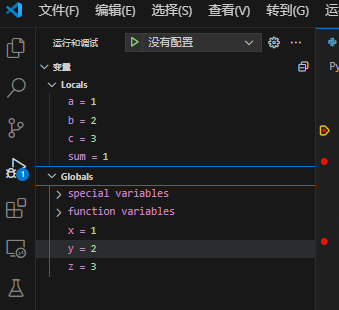 文件(F) 编辑(E) 选择(S) 查看(V) 转到(G)
运行和调试 没有配置
变量
Locals
a = 1
b = 2
c = 3
sum = 1
Globals
special variables
function variables
x = 1
y = 2
z = 3
1
Py